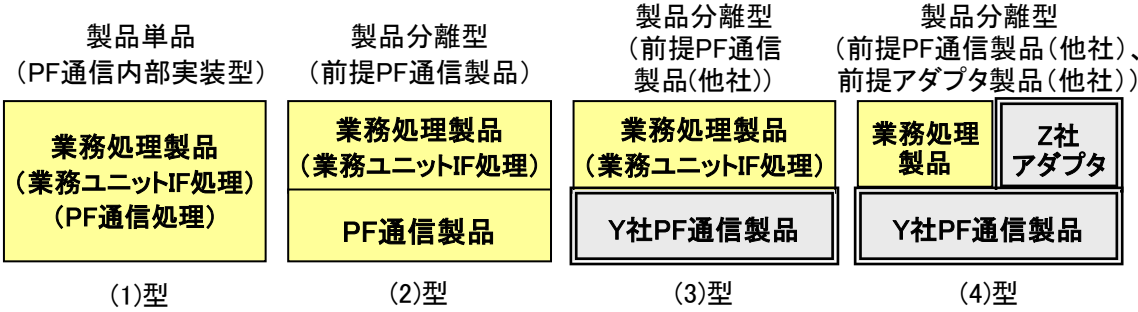 製品単品
（PF通信内部実装型）
業務処理製品
（業務ユニットIF処理）
（PF通信処理）
(1)型
製品分離型
（前提PF通信製品）
業務処理製品
（業務ユニットIF処理）
PF通信製品
(2)型
製品分離型
（前提PF通信
製品(他社)）
業務処理製品
（業務ユニットIF処理）
Y社PF通信製品
(3)型
製品分離型
（前提PF通信製品（他社）、
前提アダプタ製品（他社））
業務処理
製品
Z社
アダプタ
Y社PF通信製品
(4)型